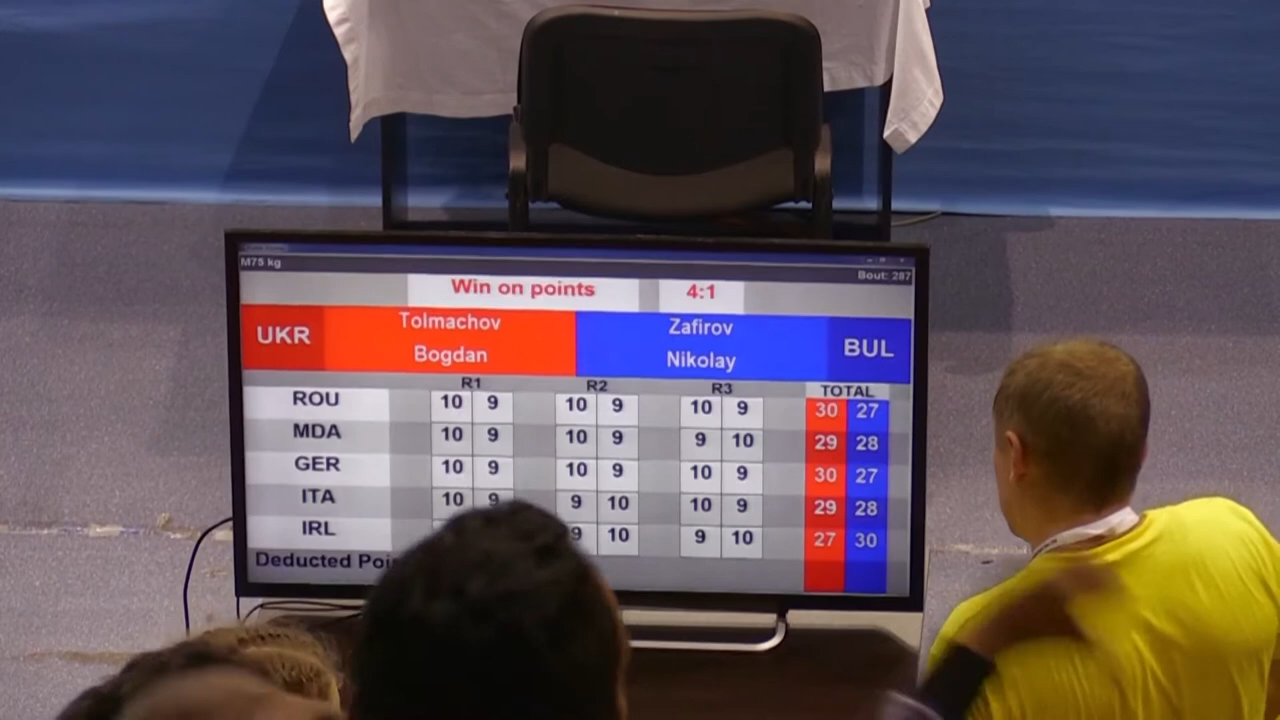 M75 kg
Bout: 287
Win on points 4:1
UKR Tolmachov Bogdan Zafirov Nikolay BUL
R1 R2 R3 TOTAL
ROU 10 9 10 9 10 9 30 27
MDA 10 9 10 9 9 10 29 28
GER 10 9 10 9 10 9 30 27
ITA 10 9 9 10 10 9 29 28
IRL 9 10 9 10 27 30
Deducted